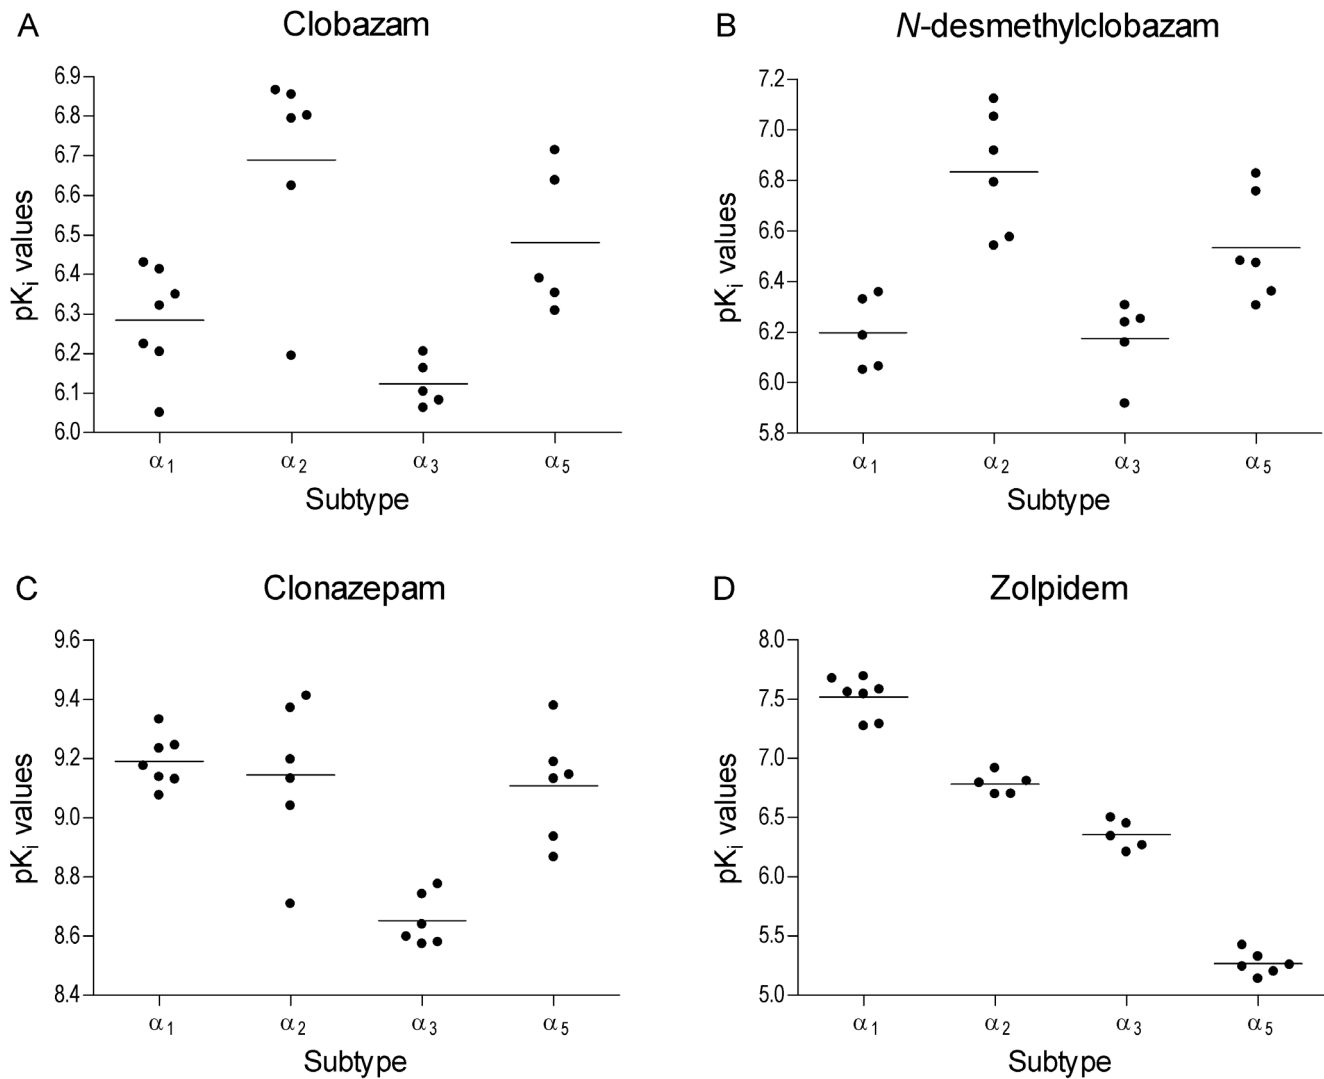 A
Clobazam
pKi values
6.9
6.8
6.7
6.6
6.5
6.4
6.3
6.2
6.1
6.0
α1 α2 α3 α5
Subtype
B
N-desmethylclobazam
pKi values
7.2
7.0
6.8
6.6
6.4
6.2
6.0
5.8
α1 α2 α3 α5
Subtype
C
Clonazepam
pKi values
9.6
9.4
9.2
9.0
8.8
8.6
8.4
α1 α2 α3 α5
Subtype
D
Zolpidem
pKi values
8.0
7.5
7.0
6.5
6.0
5.5
5.0
α1 α2 α3 α5
Subtype